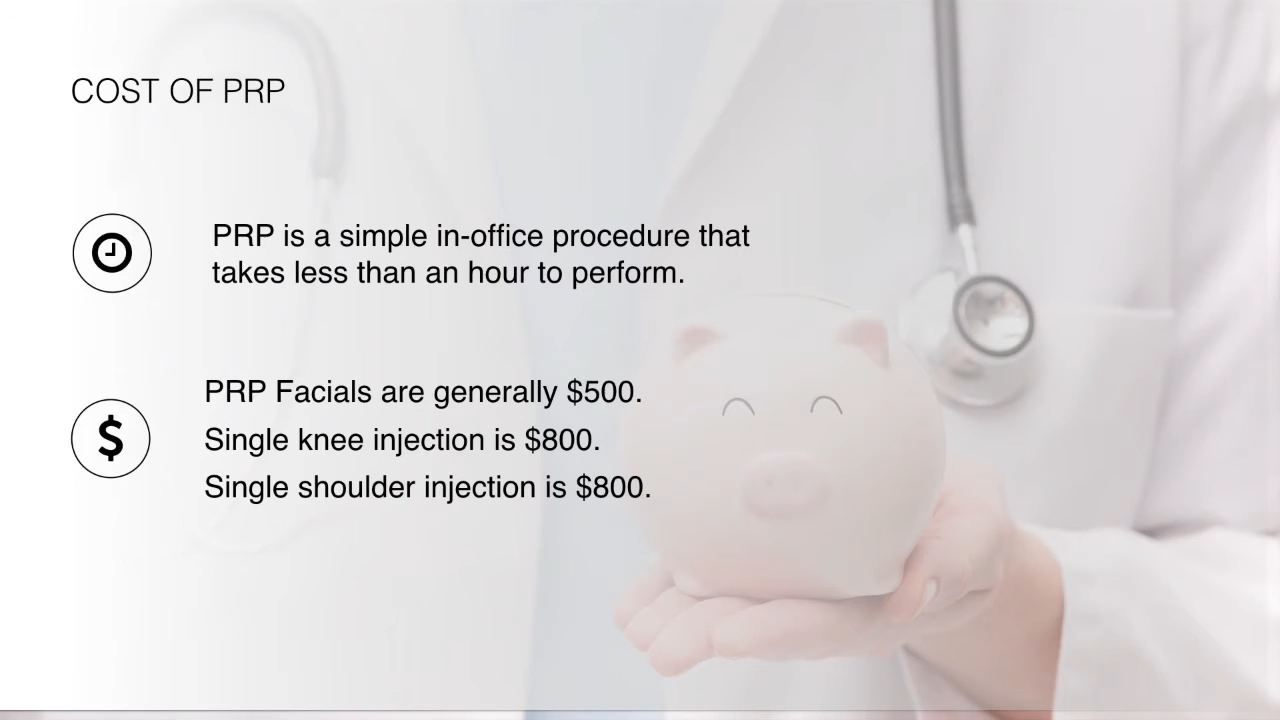 COST OF PRP
PRP is a simple in-office procedure that
takes less than an hour to perform.
PRP Facials are generally $500.
$
Single knee injection is $800.
Single shoulder injection is $800.